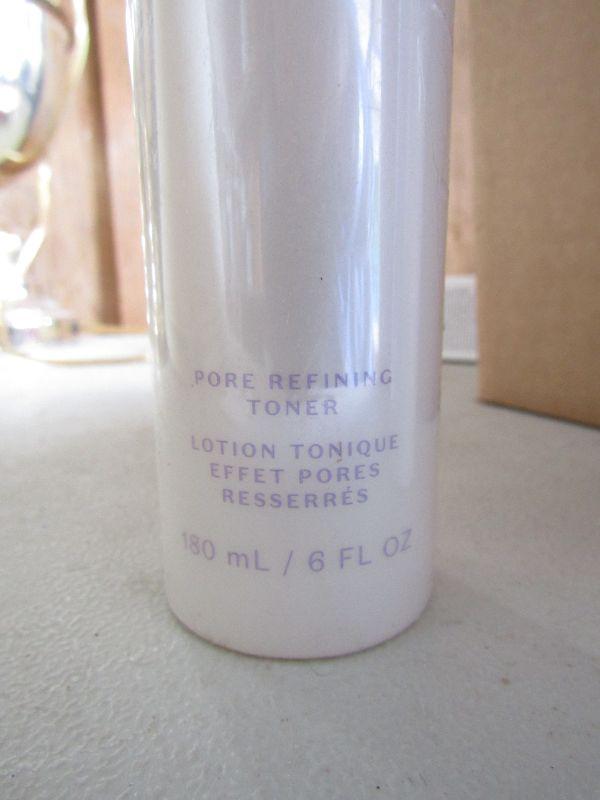 PORE REFINING
TONER
LOTION TONIQUE
EFFET PORES
RESSERRÉS
180 mL / 6 FL OZ